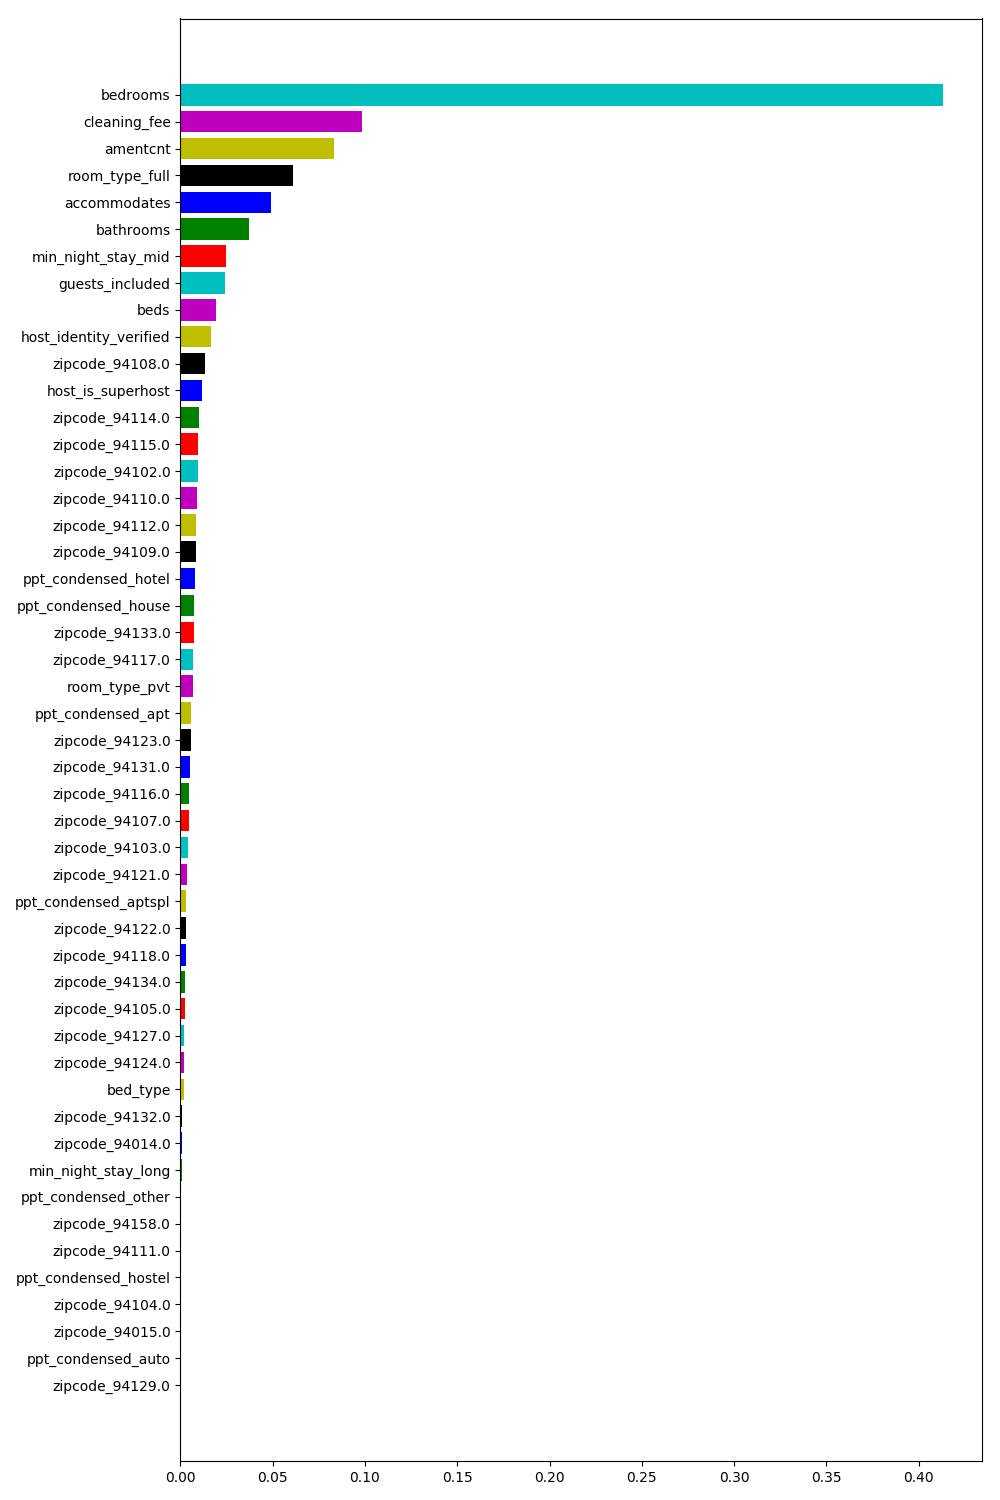 bedrooms
cleaning_fee
amentcnt
room_type_full
accommodates
bathrooms
min_night_stay_mid
guests_included
beds
host_identity_verified
zipcode_94108.0
host_is_superhost
zipcode_94114.0
zipcode_94115.0
zipcode_94102.0
zipcode_94110.0
zipcode_94112.0
zipcode_94109.0
ppt_condensed_hotel
ppt_condensed_house
zipcode_94133.0
zipcode_94117.0
room_type_pvt
ppt_condensed_apt
zipcode_94123.0
zipcode_94131.0
zipcode_94116.0
zipcode_94107.0
zipcode_94103.0
zipcode_94121.0
ppt_condensed_aptspl
zipcode_94122.0
zipcode_94118.0
zipcode_94134.0
zipcode_94105.0
zipcode_94127.0
zipcode_94124.0
bed_type
zipcode_94132.0
zipcode_94014.0
min_night_stay_long
ppt_condensed_other
zipcode_94158.0
zipcode_94111.0
ppt_condensed_hostel
zipcode_94104.0
zipcode_94015.0
ppt_condensed_auto
zipcode_94129.0
0.00 0.05 0.10 0.15 0.20 0.25 0.30 0.35 0.40